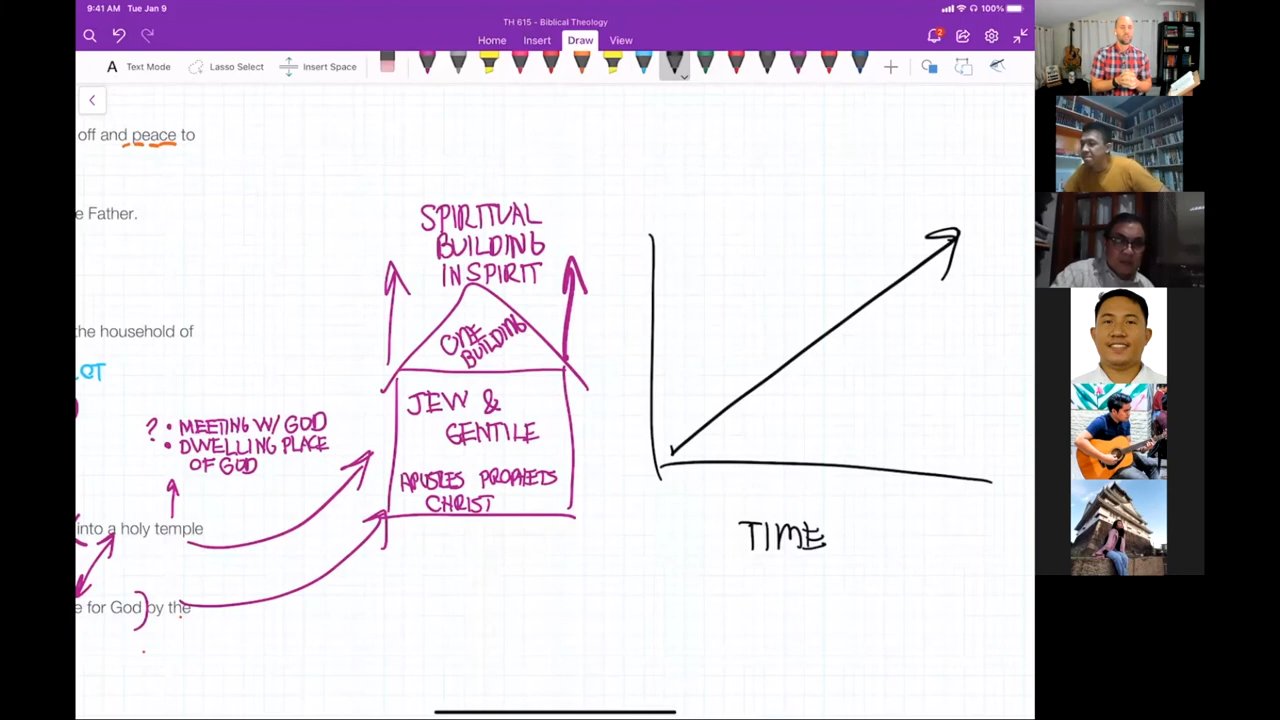 9:41 AM Tue Jan 9
100%
TH 615 - Biblical Theology
Home Insert Draw View
2
Text Mode Lasso Select Insert Space
off and peace to
e Father.
the household of
? • MEETING W/ GOD
• DWELLING PLACE
OF GOD
into a holy temple
e for God) by the
SPIRITUAL
BUILDING
IN SPIRIT
ONE
BUILDING
JEW &
GENTILE
APOSTLES PROPHETS
CHRIST
TIME